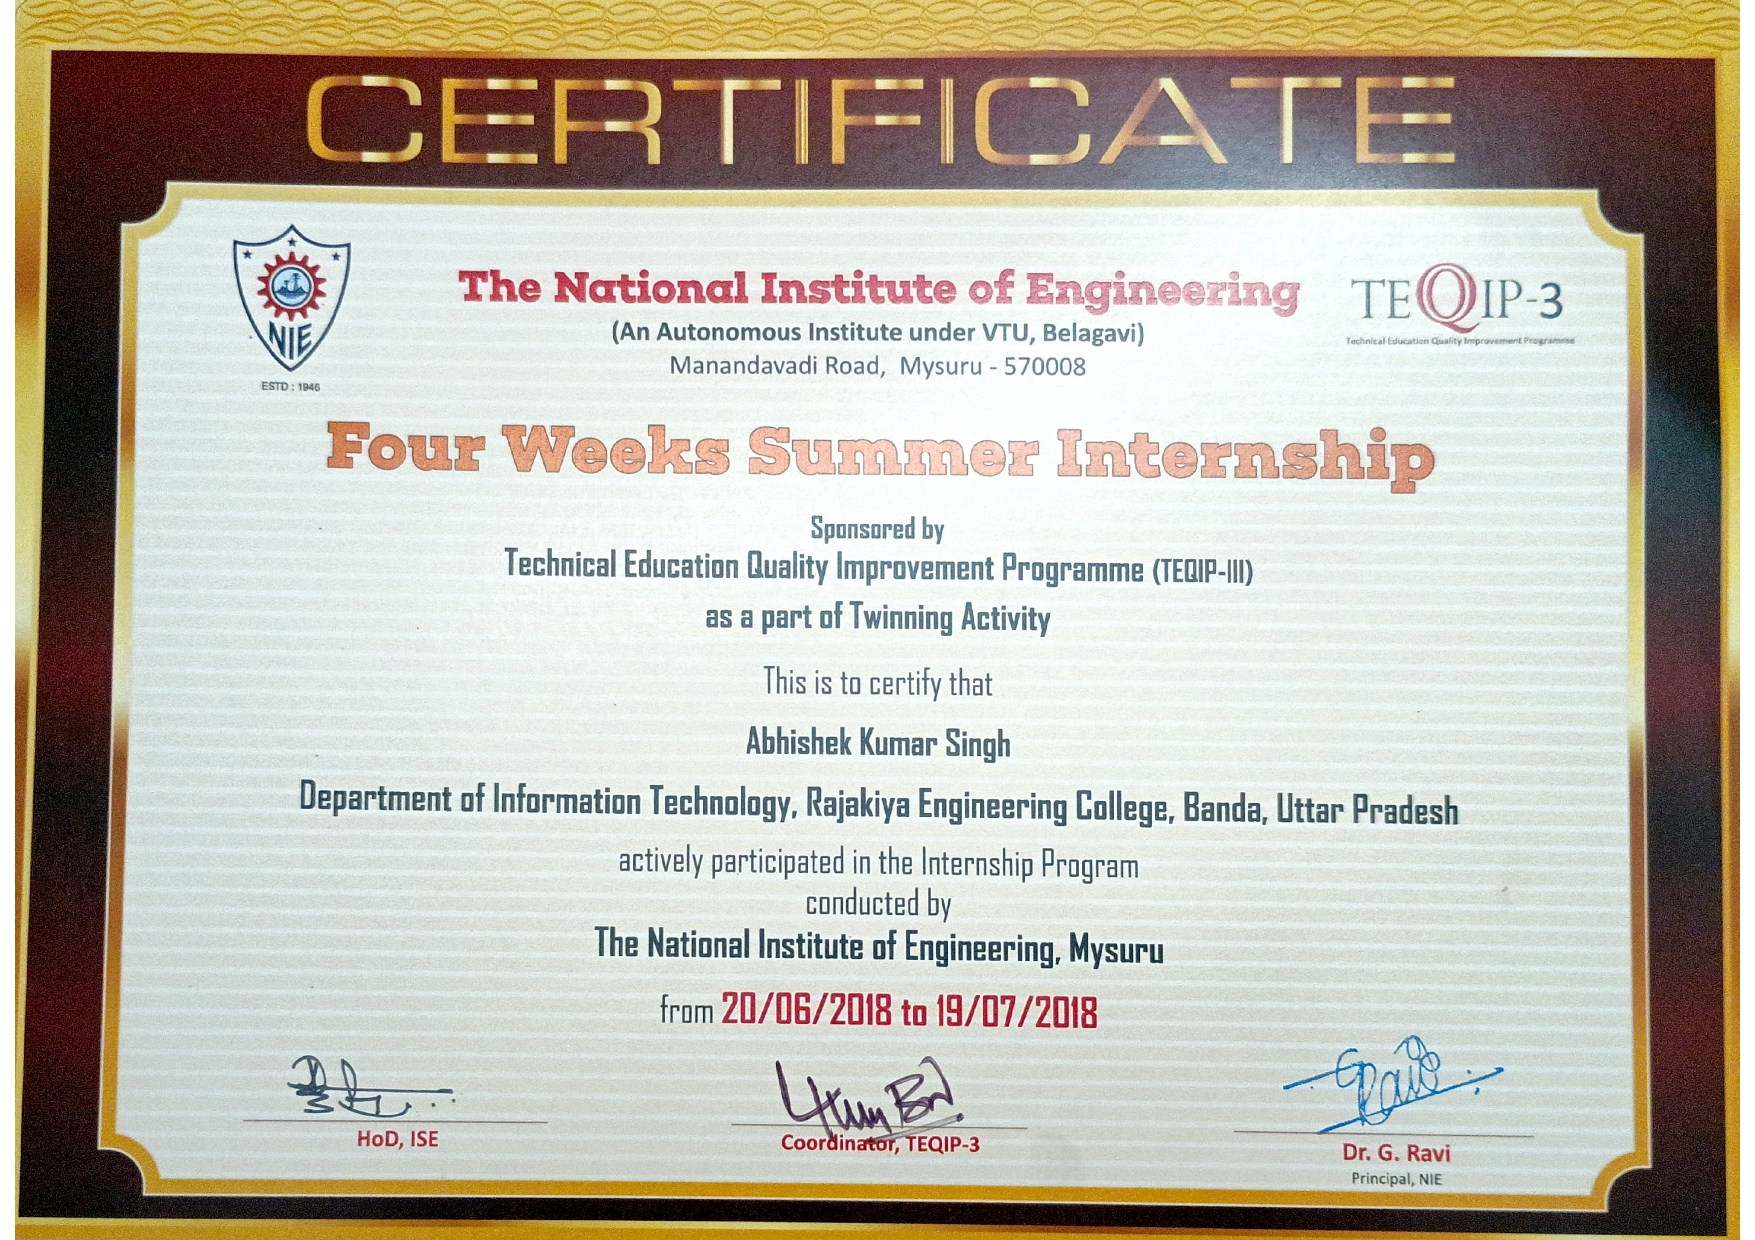 CERTIFICATE
NIE
ESTD : 1946
The National Institute of Engineering
(An Autonomous Institute under VTU, Belagavi)
Manandavadi Road, Mysuru - 570008
TEQIP-3
Technical Education Quality Improvement Programme
Four Weeks Summer Internship
Sponsored by
Technical Education Quality Improvement Programme (TEQIP-III)
as a part of Twinning Activity
This is to certify that
Abhishek Kumar Singh
Department of Information Technology, Rajakiya Engineering College, Banda, Uttar Pradesh
actively participated in the Internship Program
conducted by
The National Institute of Engineering, Mysuru
from 20/06/2018 to 19/07/2018
HoD, ISE
Coordinator, TEQIP-3
Dr. G. Ravi
Principal, NIE